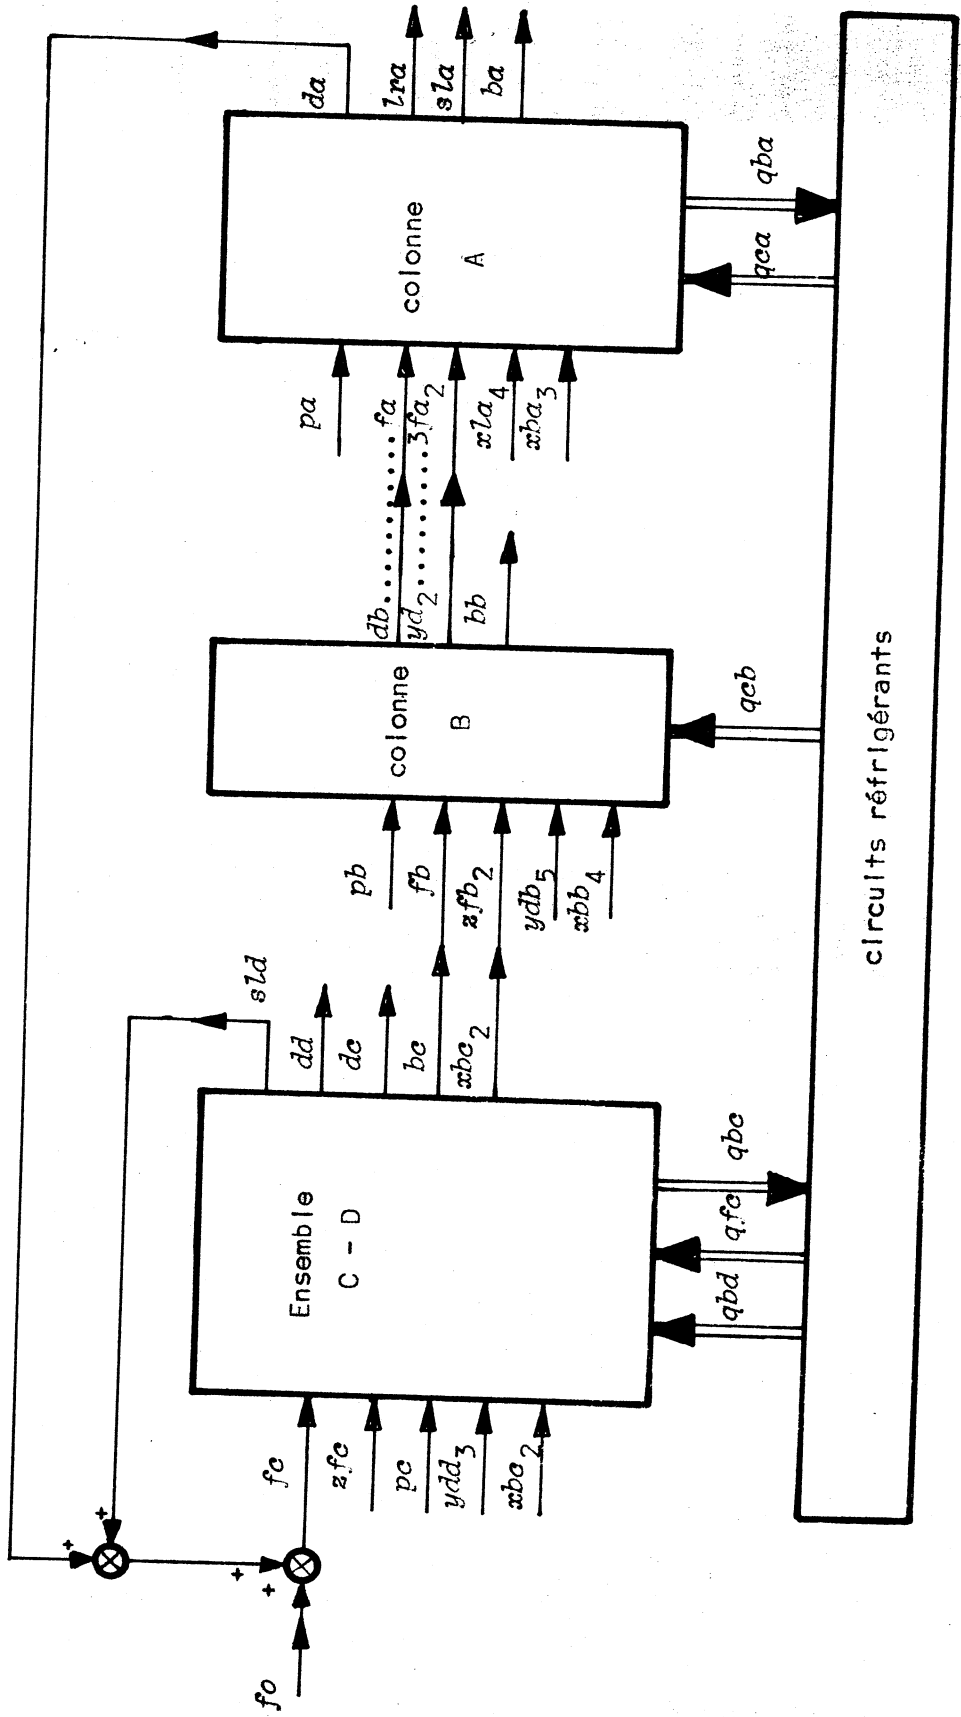 da
lra
sla
ba
colonne
A
qba
qca
pa
fa
3fa2
xla4
xba3
db
yd2
bb
colonne
B
qcb
pb
fb
zfb2
ydb5
xbb4
sld
dd
dc
bc
xbc2
Ensemble
C - D
qbc
qfc
qbd
fc
zfc
pc
ydd3
xbc2
+
+
+
+
fo
circuits réfrigérants